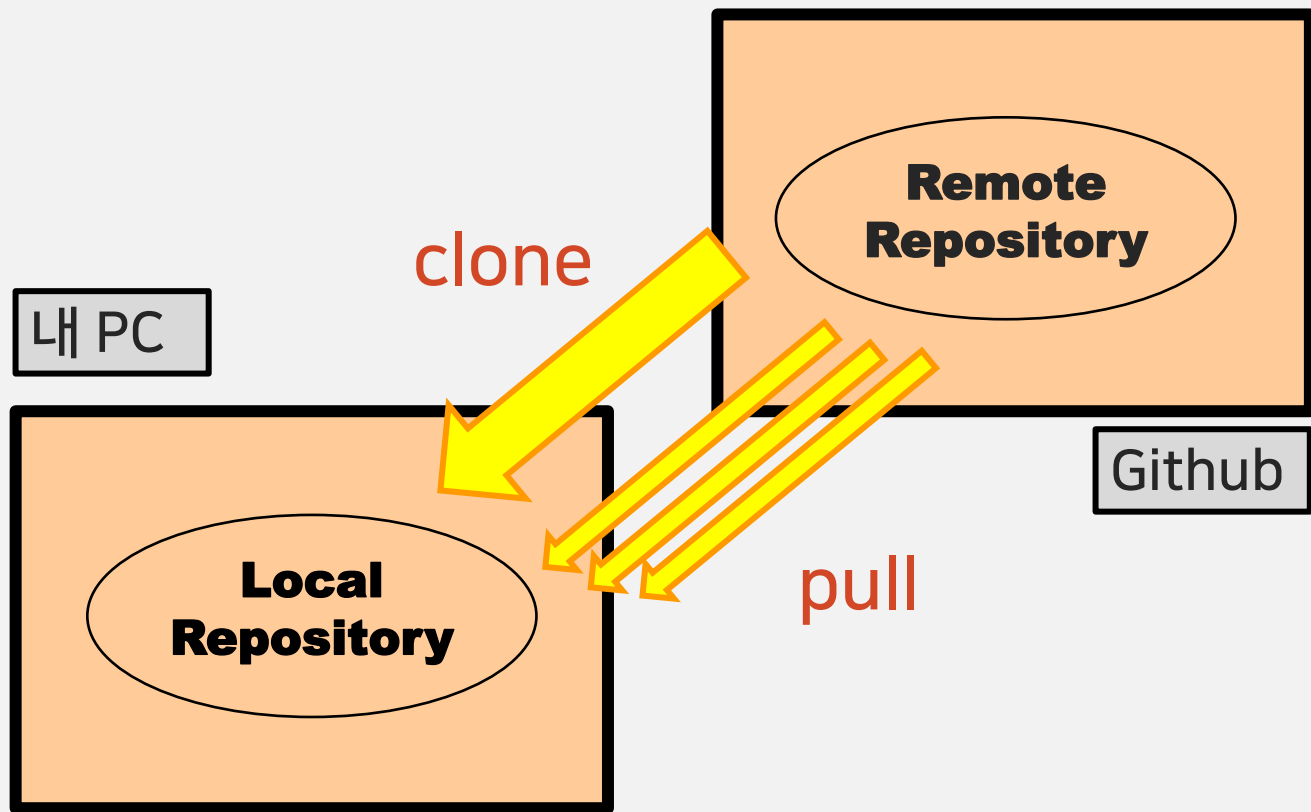 Remote
Repository
clone
내 PC
Github
pull
Local
Repository